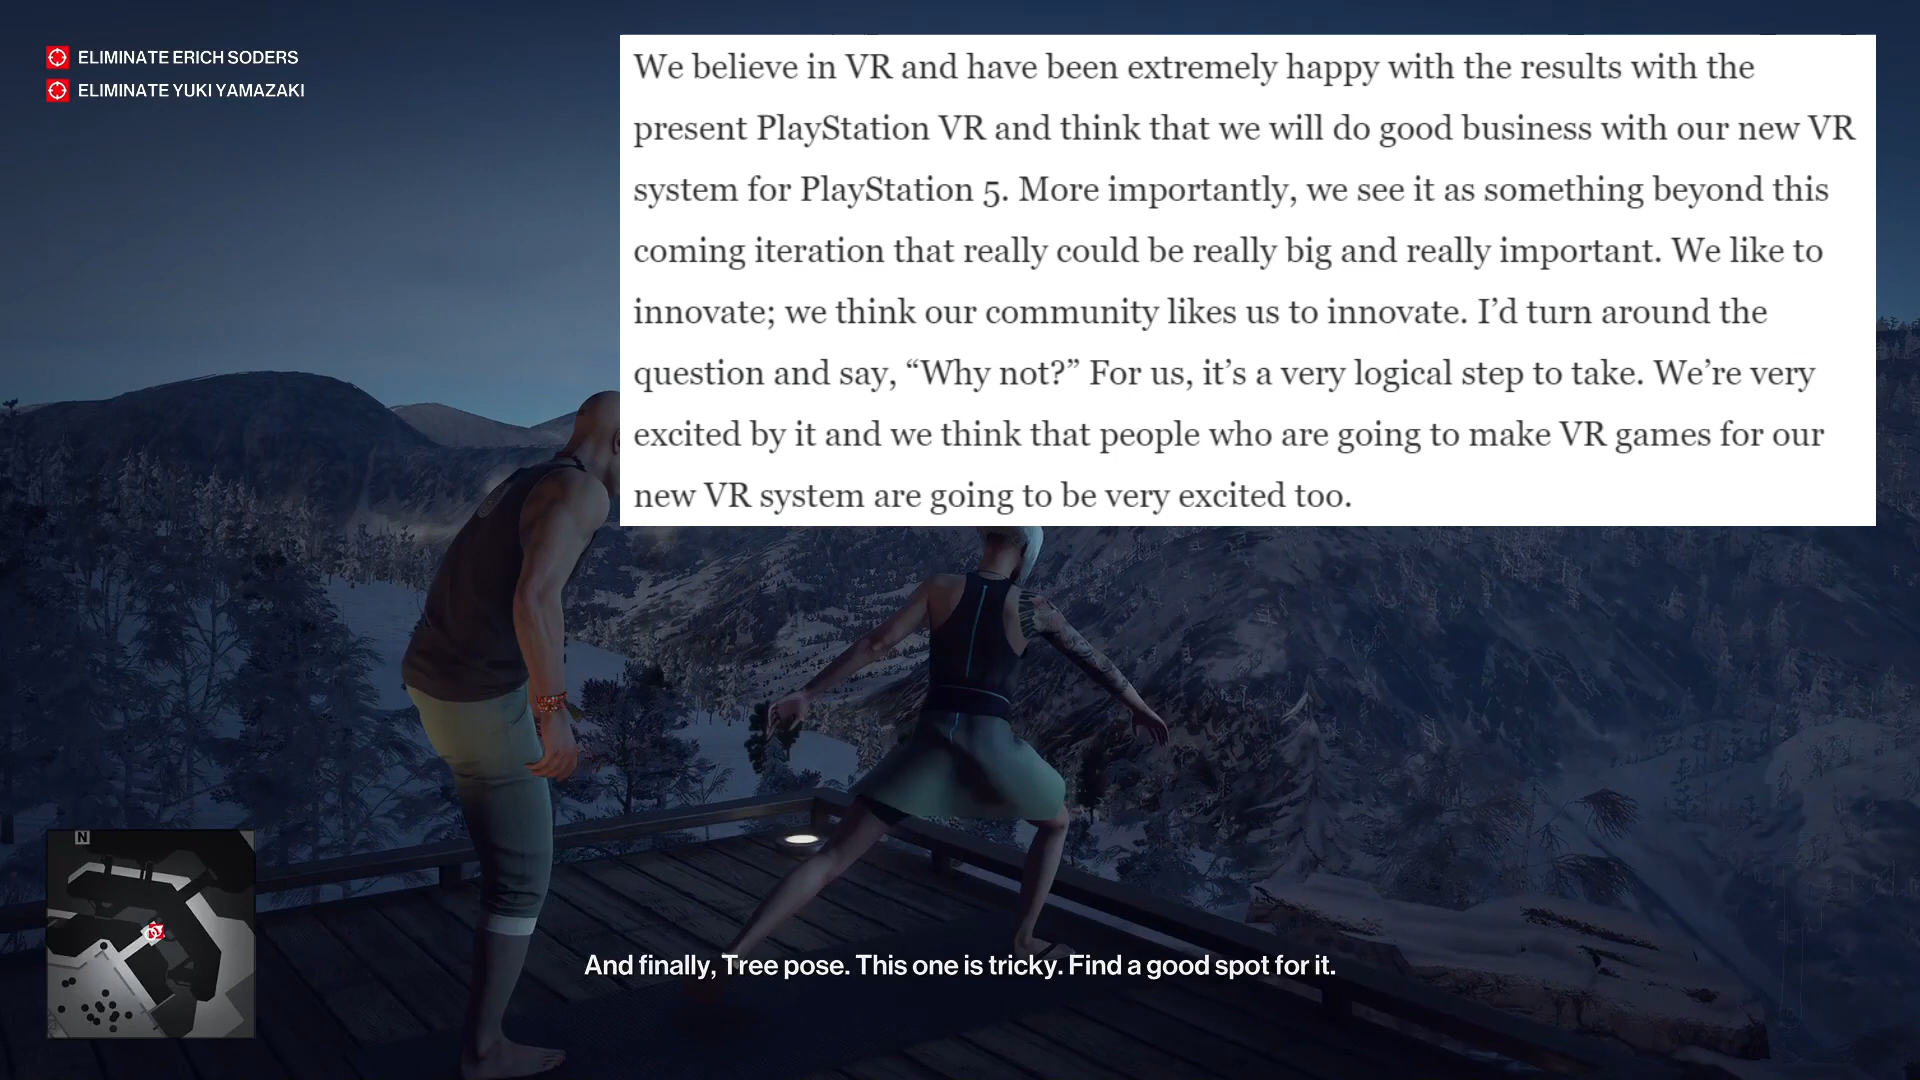 ELIMINATE ERICH SODERS
ELIMINATE YUKI YAMAZAKI
We believe in VR and have been extremely happy with the results with the
present PlayStation VR and think that we will do good business with our new VR
system for PlayStation 5. More importantly, we see it as something beyond this
coming iteration that really could be really big and really important. We like to
innovate; we think our community likes us to innovate. I’d turn around the
question and say, “Why not?” For us, it’s a very logical step to take. We’re very
excited by it and we think that people who are going to make VR games for our
new VR system are going to be very excited too.
N
And finally, Tree pose. This one is tricky. Find a good spot for it.